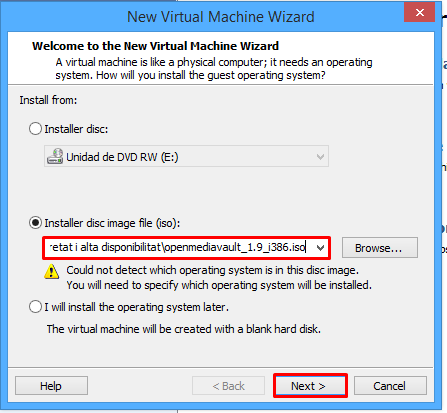 New Virtual Machine Wizard
Welcome to the New Virtual Machine Wizard
A virtual machine is like a physical computer; it needs an operating
system. How will you install the guest operating system?
Install from:
Installer disc:
Unidad de DVD RW (E:)
Installer disc image file (iso):
retat i alta disponibilitat\openmediavault_1.9_i386.iso
Browse...
Could not detect which operating system is in this disc image.
You will need to specify which operating system will be installed.
I will install the operating system later.
The virtual machine will be created with a blank hard disk.
Help
< Back
Next >
Cancel